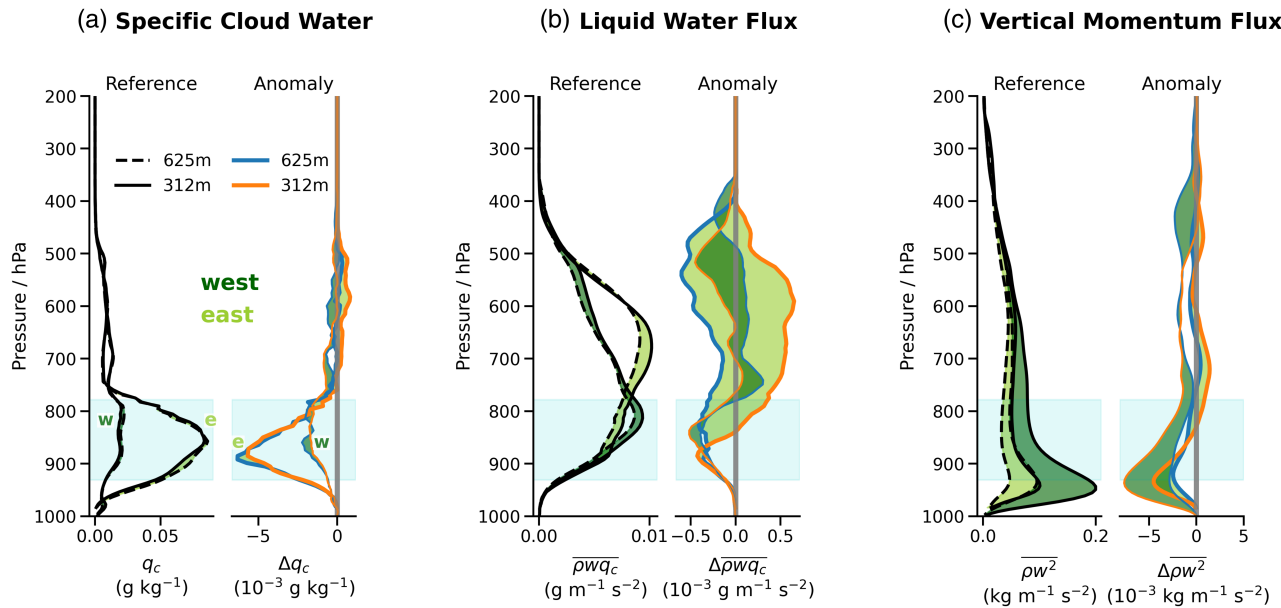 (a) Specific Cloud Water
Reference Anomaly
200
300
400
500
600
700
800
900
1000
Pressure / hPa
625m 625m
312m 312m
west
east
w e
e w
0.00 0.05 −5 0
q_c Δq_c
(g kg⁻¹) (10⁻³ g kg⁻¹)
(b) Liquid Water Flux
Reference Anomaly
200
300
400
500
600
700
800
900
1000
Pressure / hPa
0.00 0.01 −0.5 0.0 0.5
ρwq_c Δρwq_c
(g m⁻¹ s⁻²) (10⁻³ g m⁻¹ s⁻²)
(c) Vertical Momentum Flux
Reference Anomaly
200
300
400
500
600
700
800
900
1000
Pressure / hPa
0.0 0.2 −5 0 5
ρw² Δρw²
(kg m⁻¹ s⁻²) (10⁻³ kg m⁻¹ s⁻²)